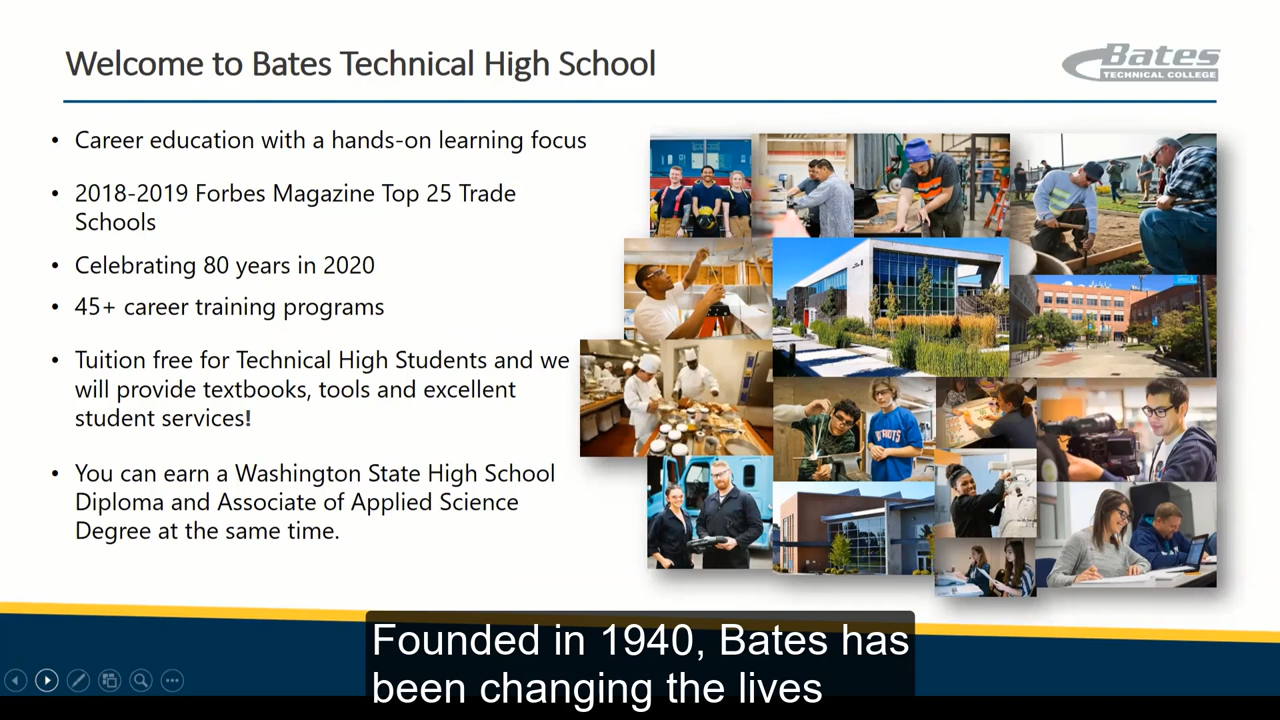 Welcome to Bates Technical High School
Bates
TECHNICAL COLLEGE
• Career education with a hands-on learning focus
• 2018-2019 Forbes Magazine Top 25 Trade
Schools
• Celebrating 80 years in 2020
• 45+ career training programs
• Tuition free for Technical High Students and we
will provide textbooks, tools and excellent
student services!
• You can earn a Washington State High School
Diploma and Associate of Applied Science
Degree at the same time.
Founded in 1940, Bates has
been changing the lives